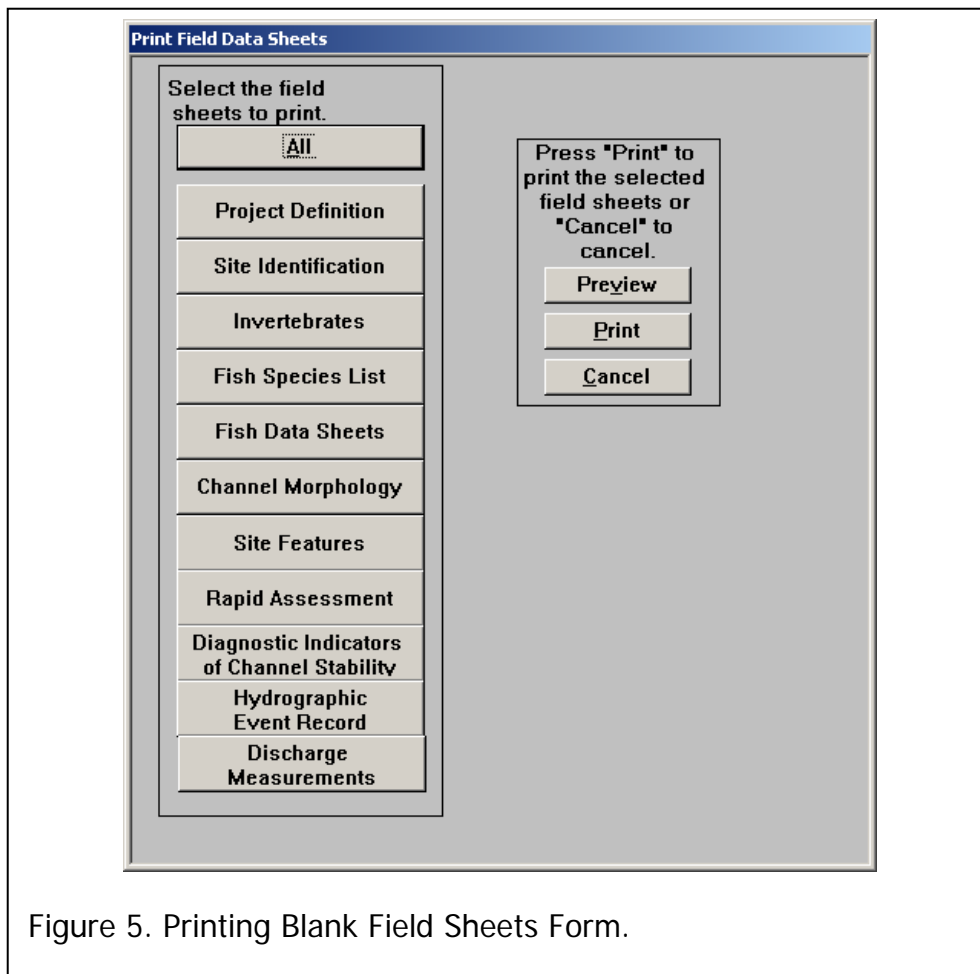 Print Field Data Sheets
Select the field
sheets to print.
All
Project Definition
Site Identification
Invertebrates
Fish Species List
Fish Data Sheets
Channel Morphology
Site Features
Rapid Assessment
Diagnostic Indicators
of Channel Stability
Hydrographic
Event Record
Discharge
Measurements
Press "Print" to
print the selected
field sheets or
"Cancel" to
cancel.
Preview
Print
Cancel
Figure 5. Printing Blank Field Sheets Form.